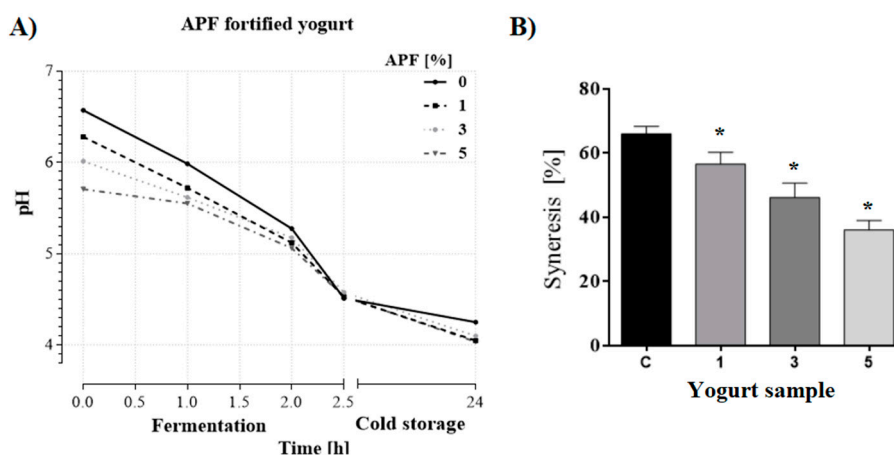 A)
APF fortified yogurt
APF [%]
0
1
3
5
7
6
5
4
pH
0.0 0.5 1.0 1.5 2.0 2.5 24
Fermentation Cold storage
Time [h]
B)
80
60
40
20
0
Syneresis [%]
*
*
*
C 1 3 5
Yogurt sample